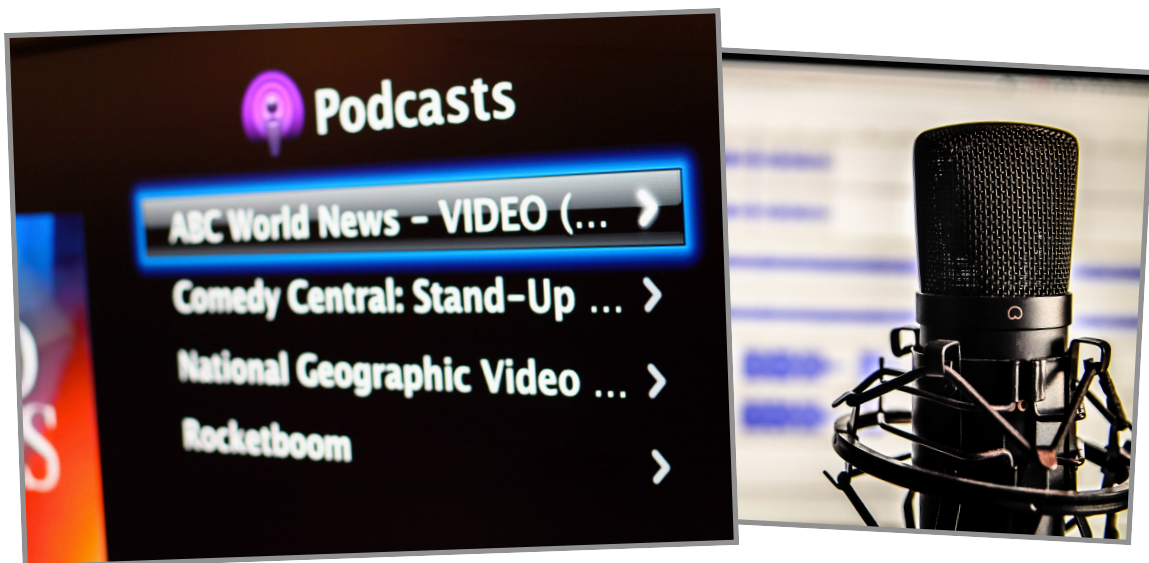 Podcasts
ABC World News - VIDEO (...
Comedy Central: Stand-Up ...
National Geographic Video ...
Rocketboom